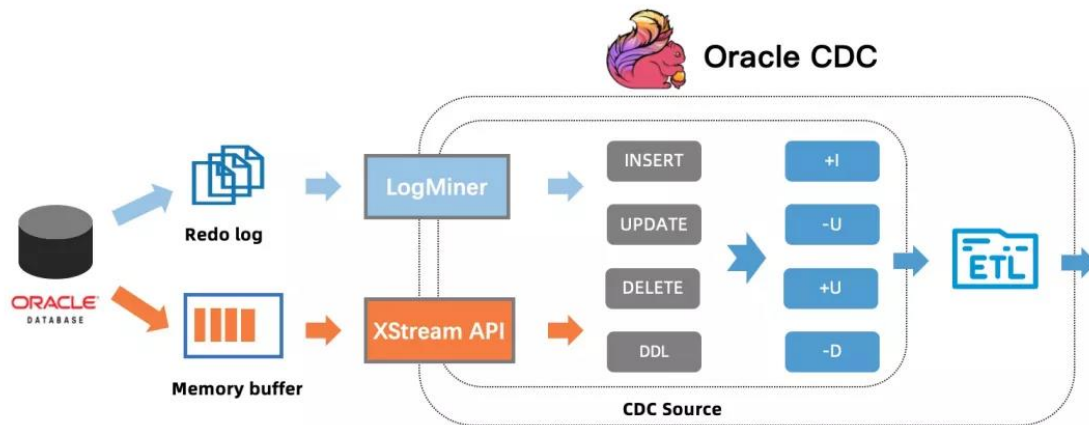 Oracle CDC
INSERT
+I
LogMiner
Redo log
UPDATE
-U
ETL
ORACLE
DATABASE
DELETE
+U
XStream API
DDL
-D
Memory buffer
CDC Source